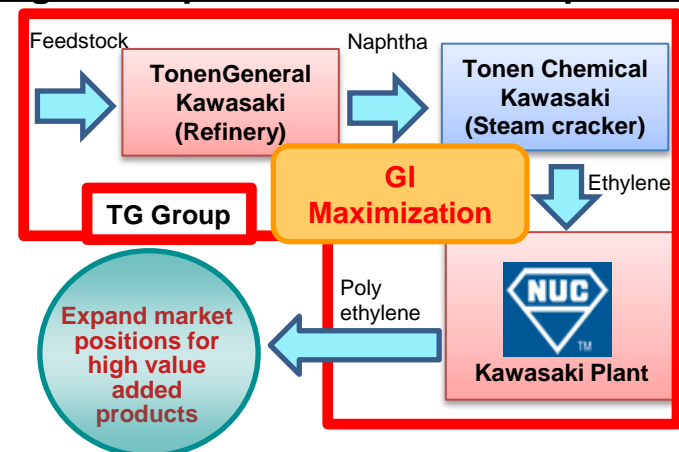 Feedstock
TonenGeneral
Kawasaki
(Refinery)
Naphtha
Tonen Chemical
Kawasaki
(Steam cracker)
GI
Maximization
Ethylene
TG Group
NUC
TM
Kawasaki Plant
Poly
ethylene
Expand market
positions for
high value
added
products